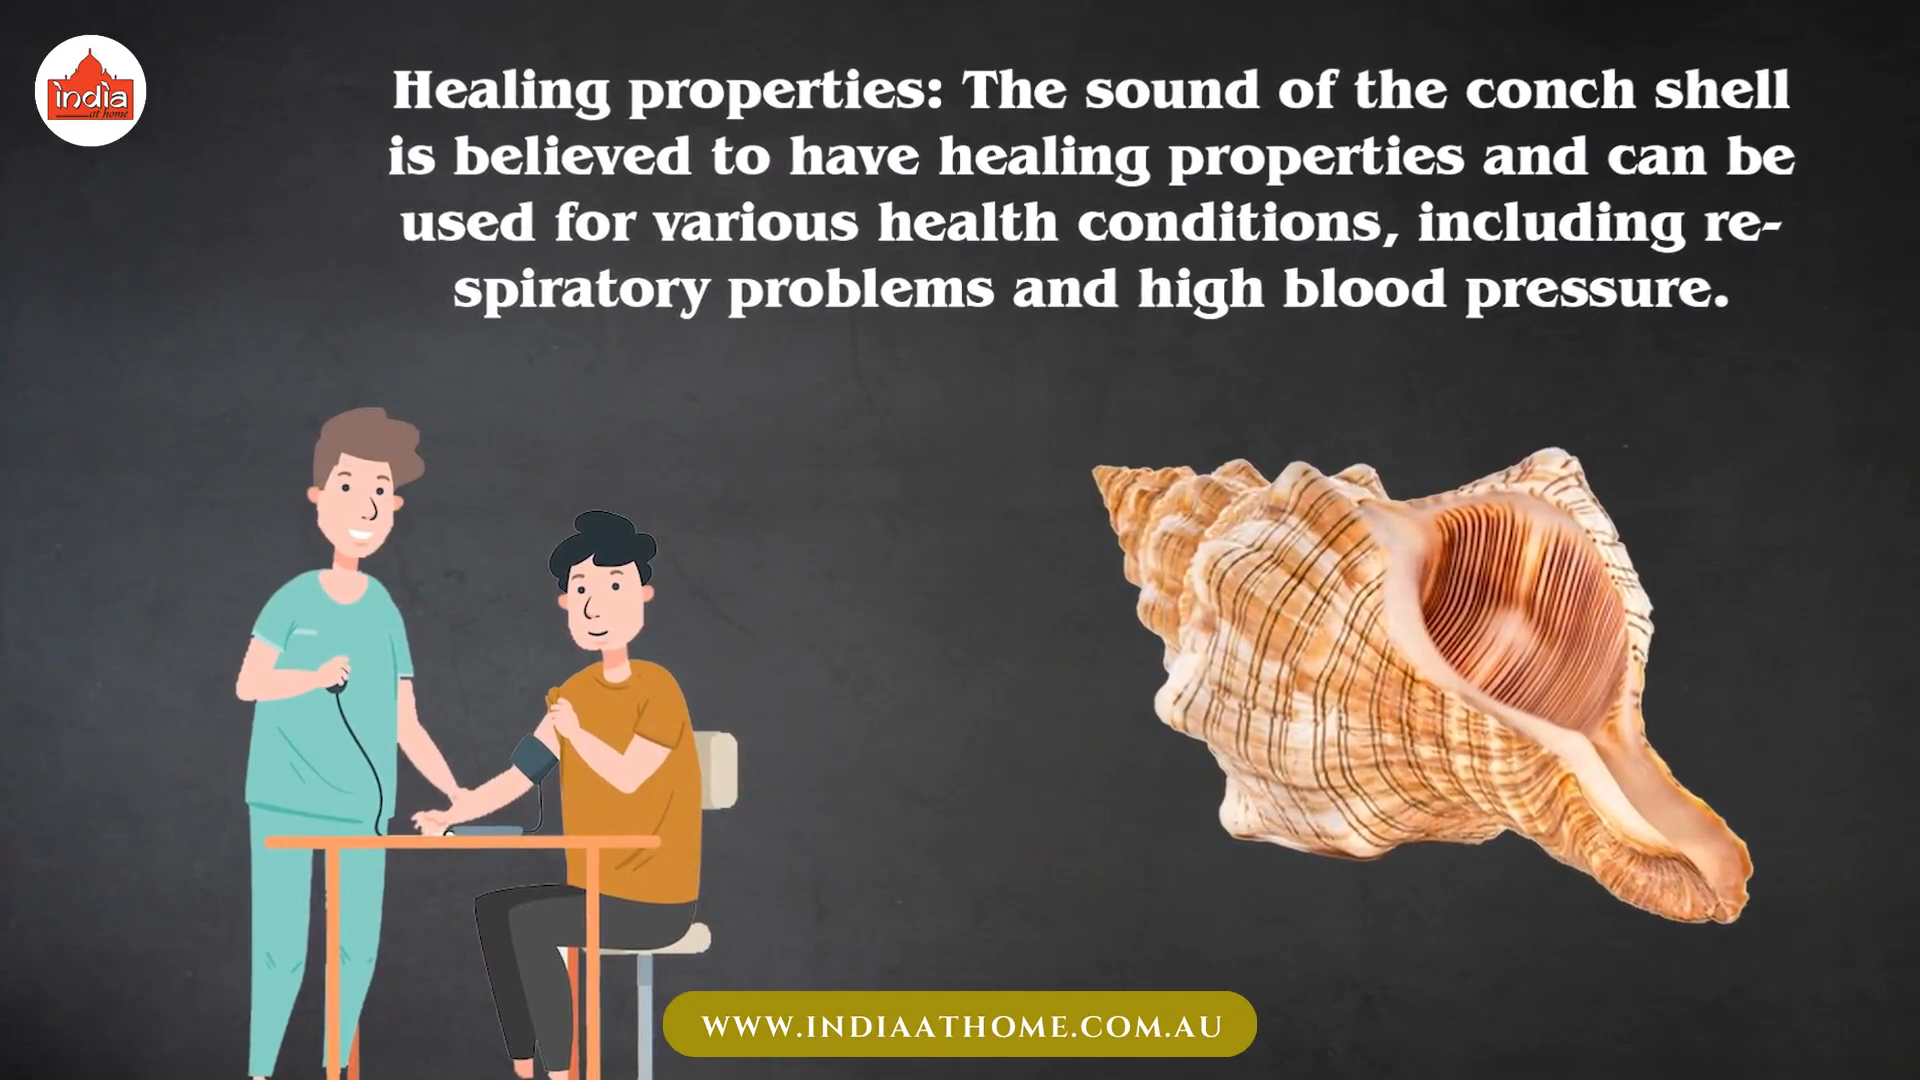 india
at home
Healing properties: The sound of the conch shell
is believed to have healing properties and can be
used for various health conditions, including re-
spiratory problems and high blood pressure.
WWW.INDIAATHOME.COM.AU